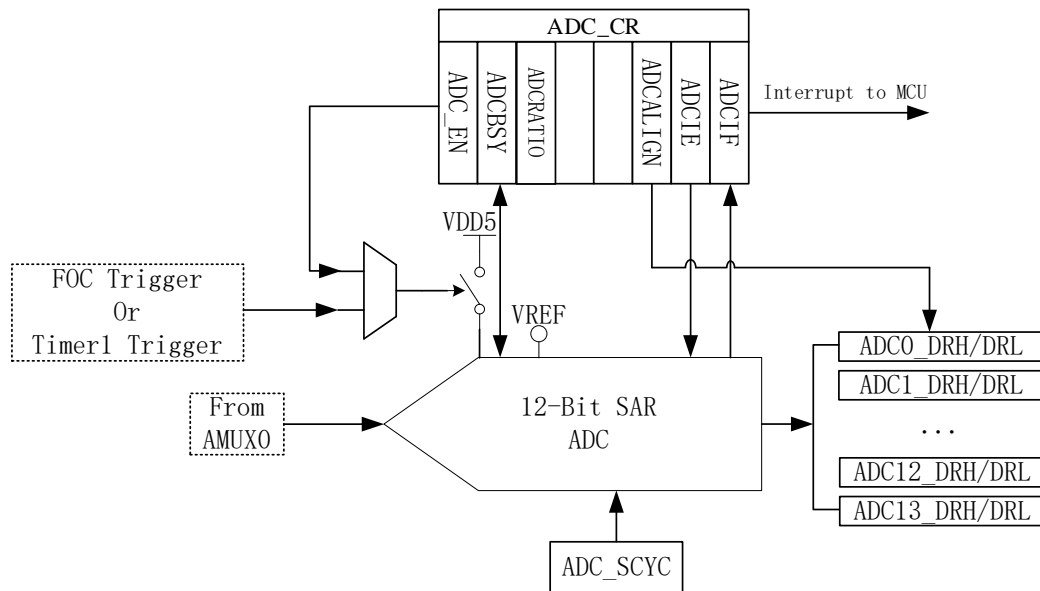 ADC_CR
ADC_EN
ADCBSY
ADCRATIO
ADCALIGN
ADCIE
ADCIF
Interrupt to MCU
VDD5
FOC Trigger
Or
Timer1 Trigger
VREF
ADC0_DRH/DRL
ADC1_DRH/DRL
...
ADC12_DRH/DRL
ADC13_DRH/DRL
From
AMUX0
12-Bit SAR
ADC
ADC_SCYC